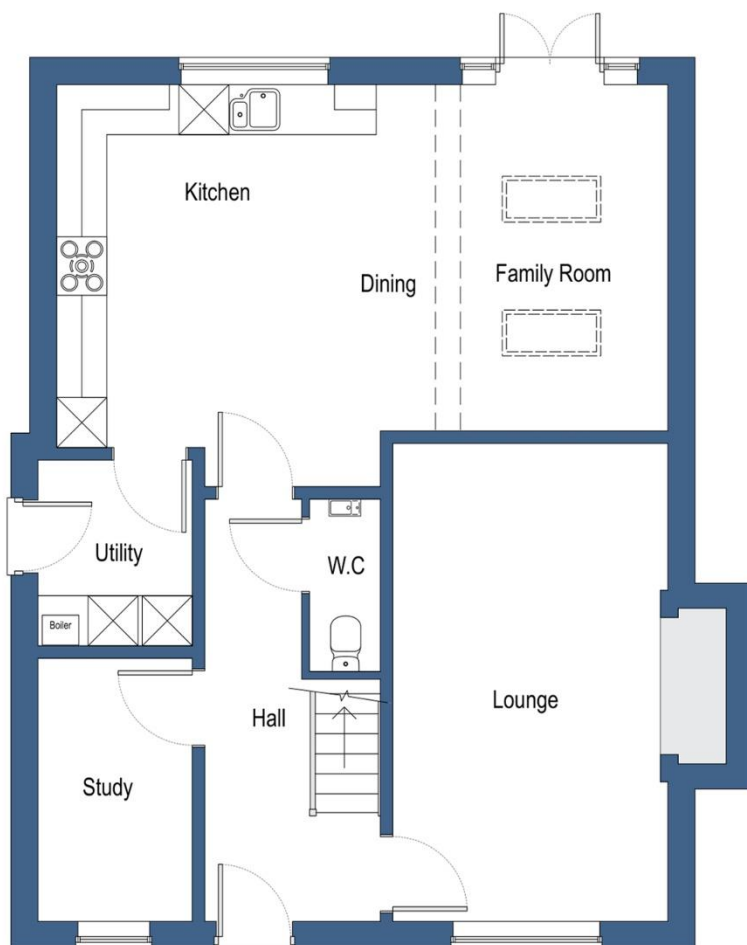 Kitchen
Dining
Family Room
Utility
W.C
Boiler
Lounge
Hall
Study